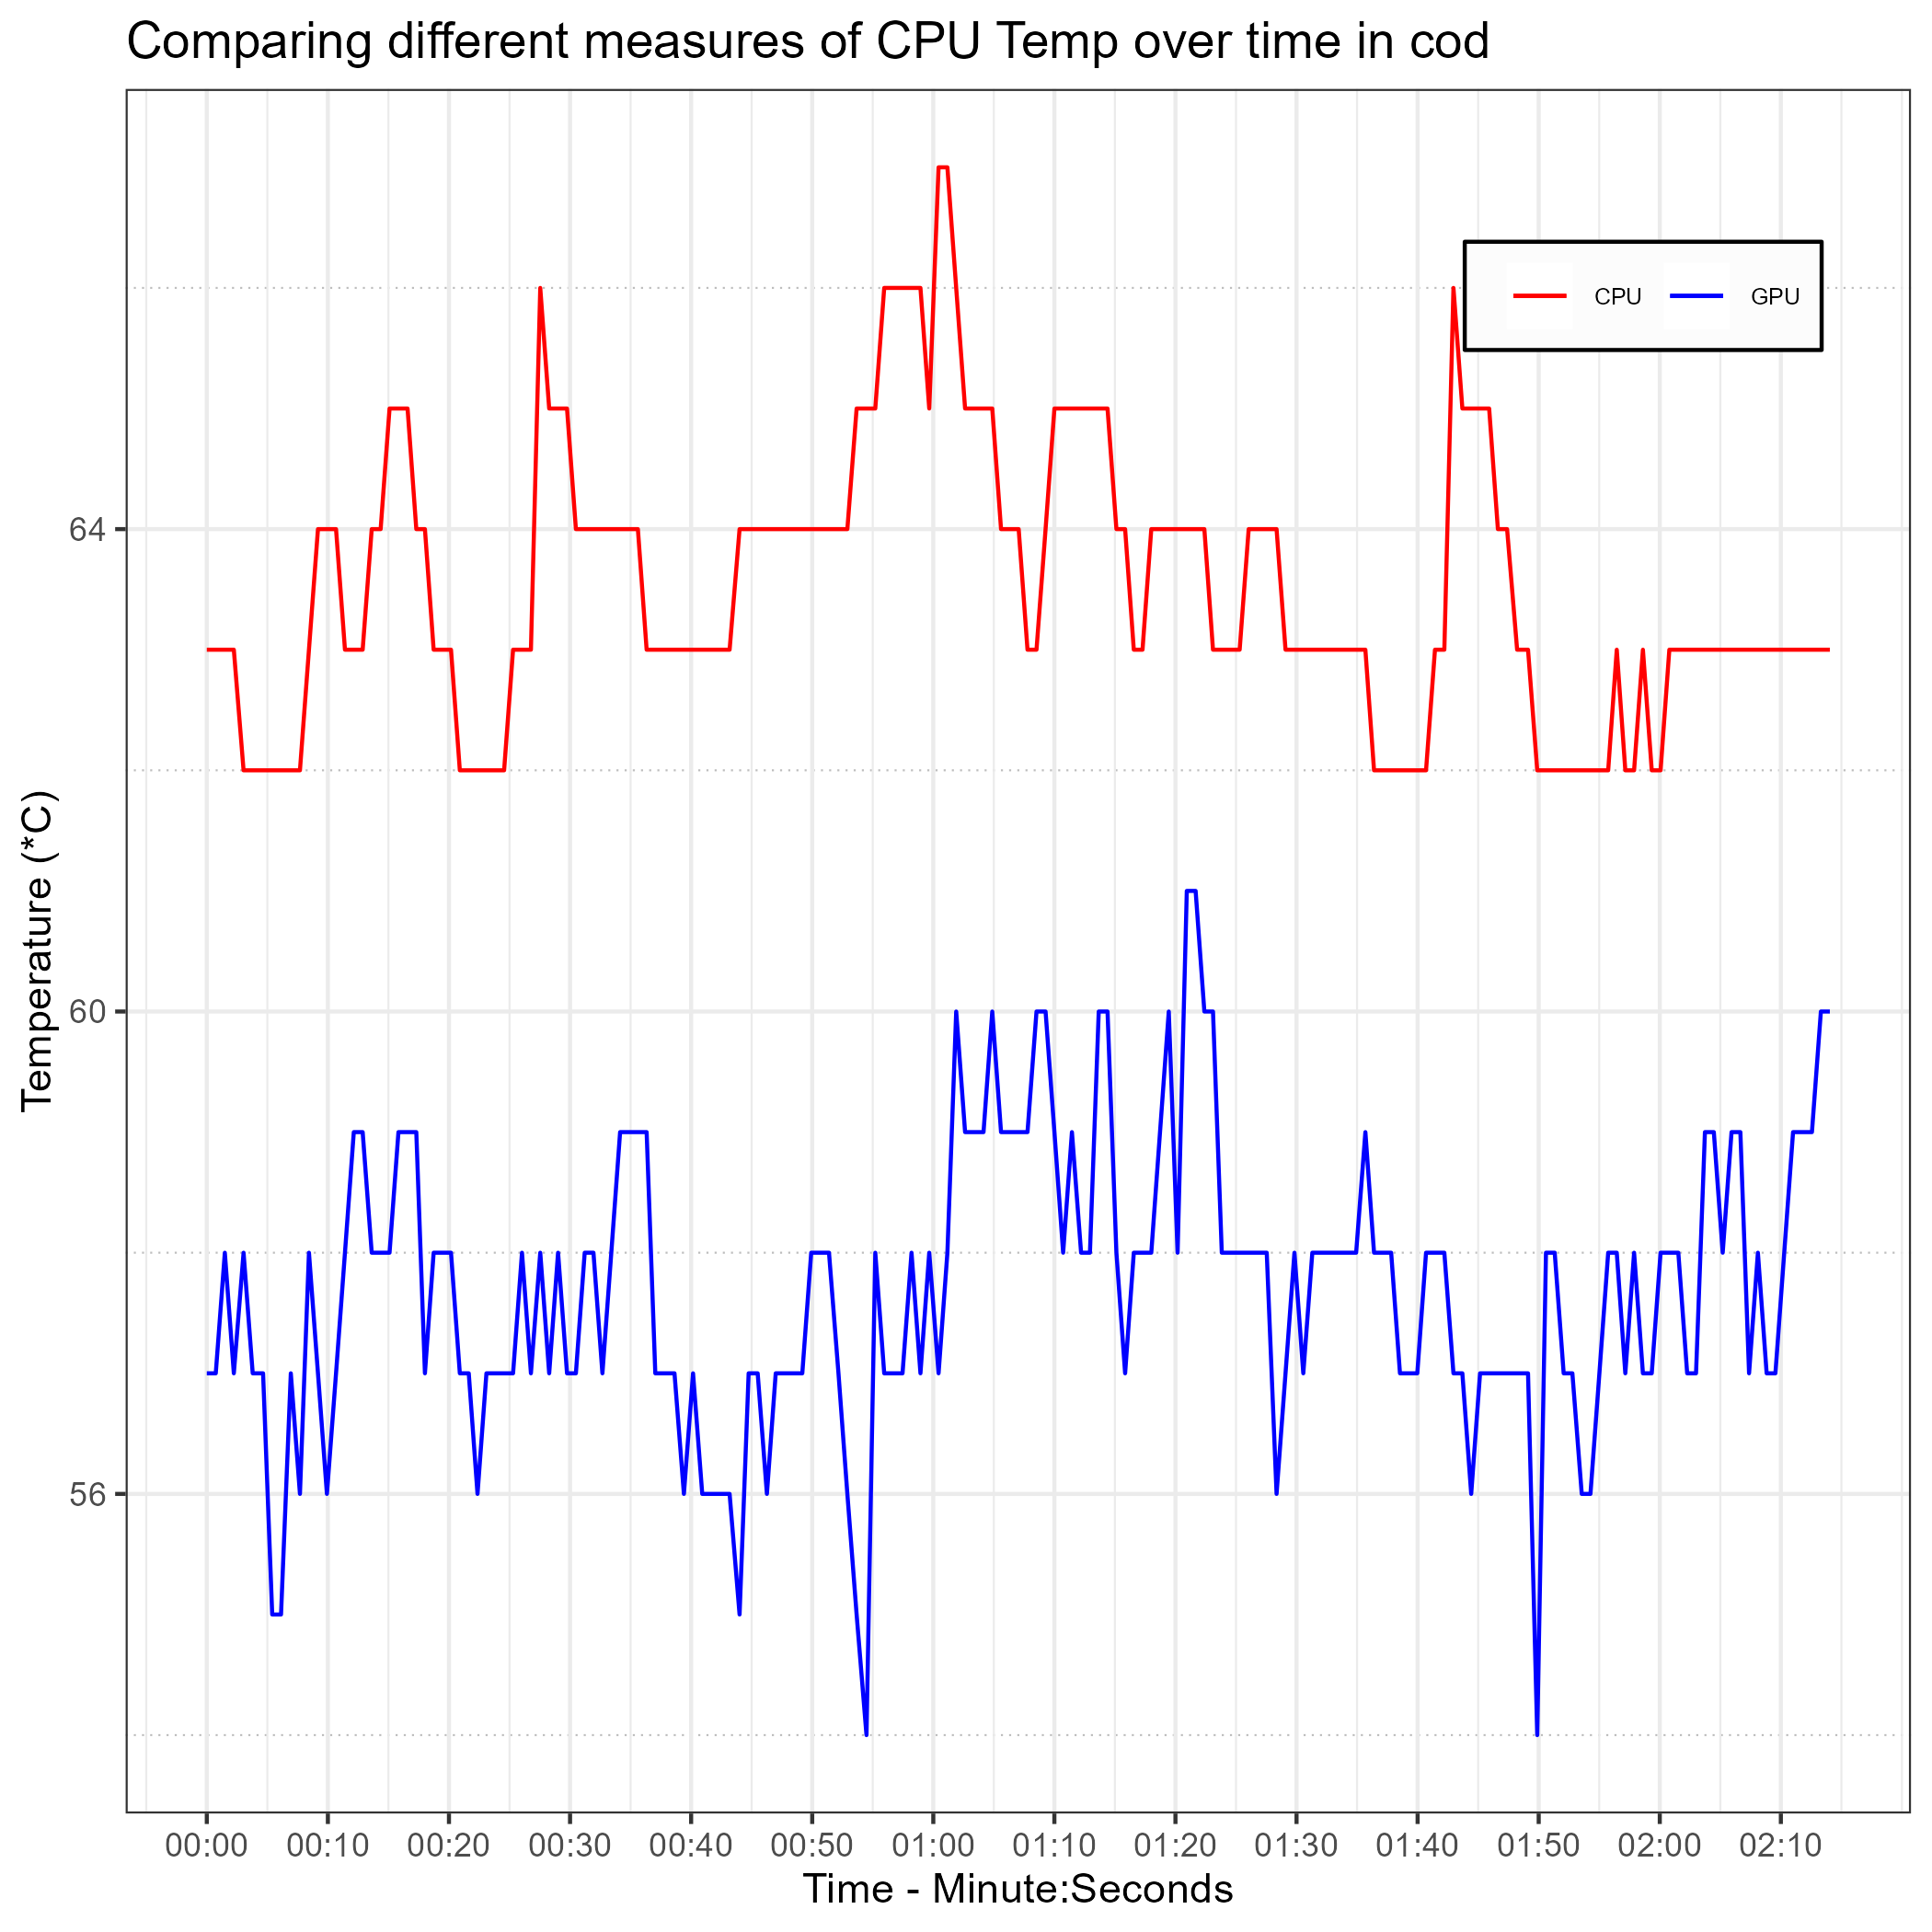 Comparing different measures of CPU Temp over time in cod
CPU GPU
Temperature (*C)
64
60
56
00:00 00:10 00:20 00:30 00:40 00:50 01:00 01:10 01:20 01:30 01:40 01:50 02:00 02:10
Time - Minute:Seconds